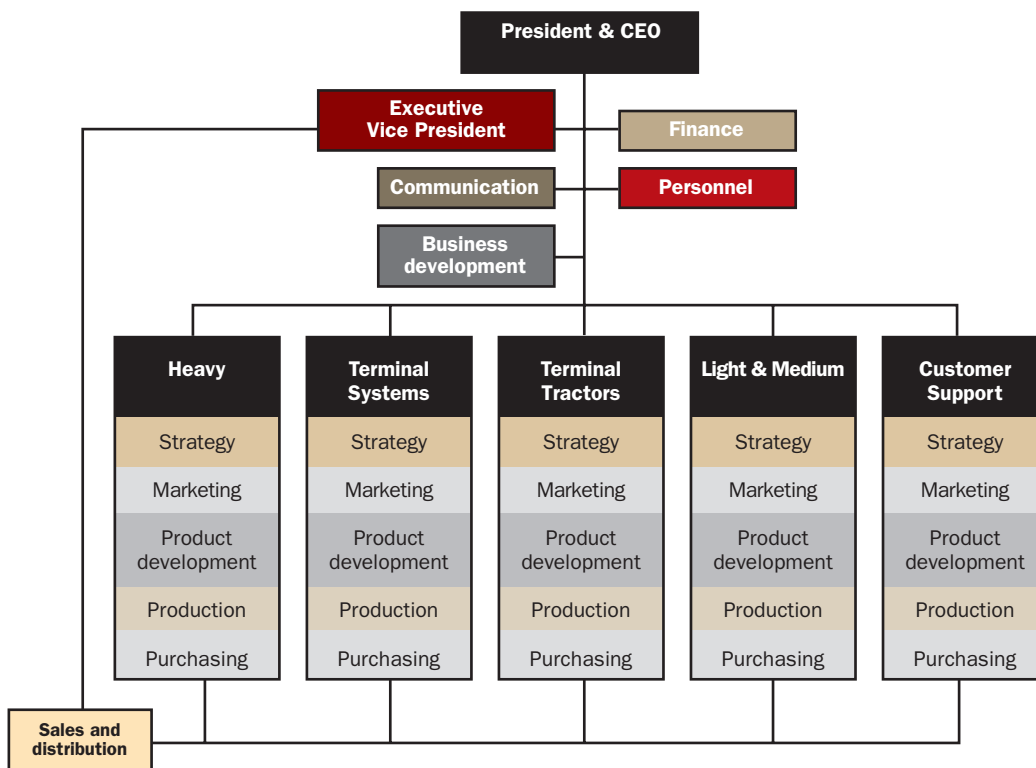 President & CEO
Executive
Vice President
Finance
Communication
Personnel
Business
development
Heavy
Terminal
Systems
Terminal
Tractors
Light & Medium
Customer
Support
Strategy
Strategy
Strategy
Strategy
Strategy
Marketing
Marketing
Marketing
Marketing
Marketing
Product
development
Product
development
Product
development
Product
development
Product
development
Production
Production
Production
Production
Production
Purchasing
Purchasing
Purchasing
Purchasing
Purchasing
Sales and
distribution